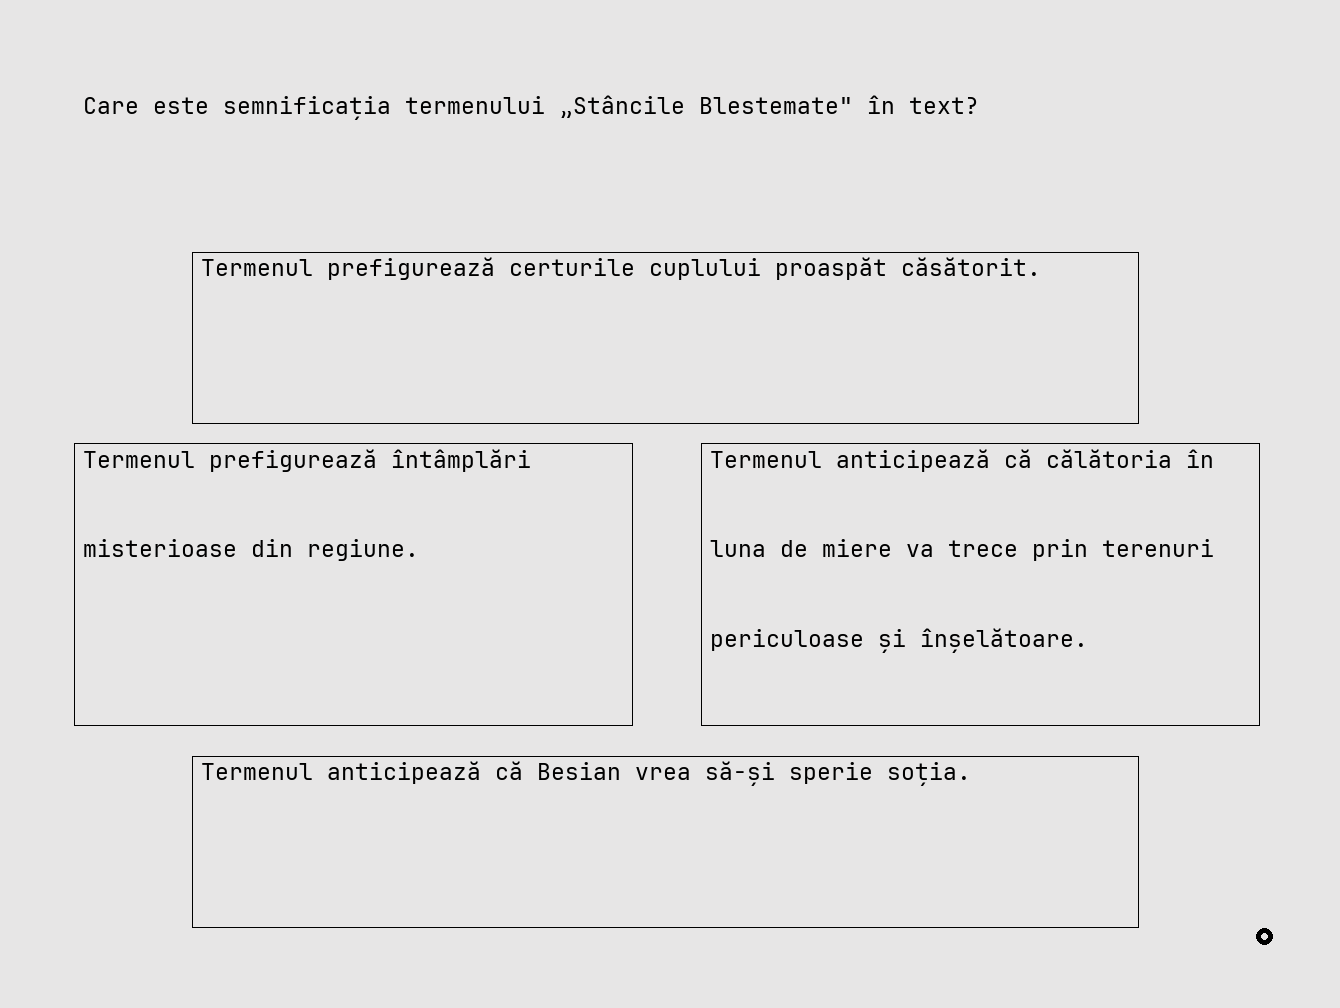 Care este semnificația termenului „Stâncile Blestemate" în text?
Termenul prefigurează certurile cuplului proaspăt căsătorit.
Termenul prefigurează întâmplări
misterioase din regiune.
Termenul anticipează că călătoria în
luna de miere va trece prin terenuri
periculoase și înșelătoare.
Termenul anticipează că Besian vrea să-și sperie soția.